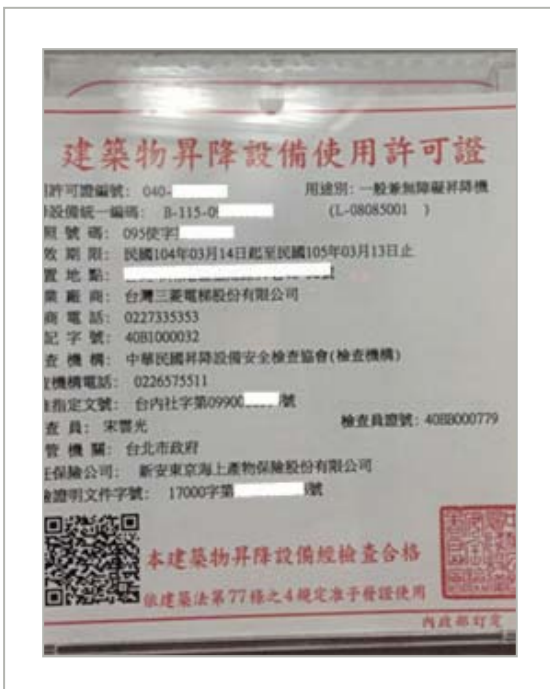 建築物昇降設備使用許可證
許可證編號: 040-
用途別: 一般兼無障礙昇降機
設備統一編碼: B-115-0
(L-08085001 )
照號碼: 095使字
效期限: 民國104年03月14日起至民國105年03月13日止
置地點:
業廠商: 台灣三菱電梯股份有限公司
商電話: 0227335353
記字號: 40B1000032
查機構: 中華民國昇降設備安全檢查協會(檢查機構)
機構電話: 0226575511
指定文號: 台內社字第09900 號
查員: 宋雲光
檢查員證號: 40BB000779
管機關: 台北市政府
任保險公司: 新安東京海上產物保險股份有限公司
證明文件字號: 17000字第 號
本建築物昇降設備經檢查合格
依建築法第77條之4規定准予發證使用
內政部訂定